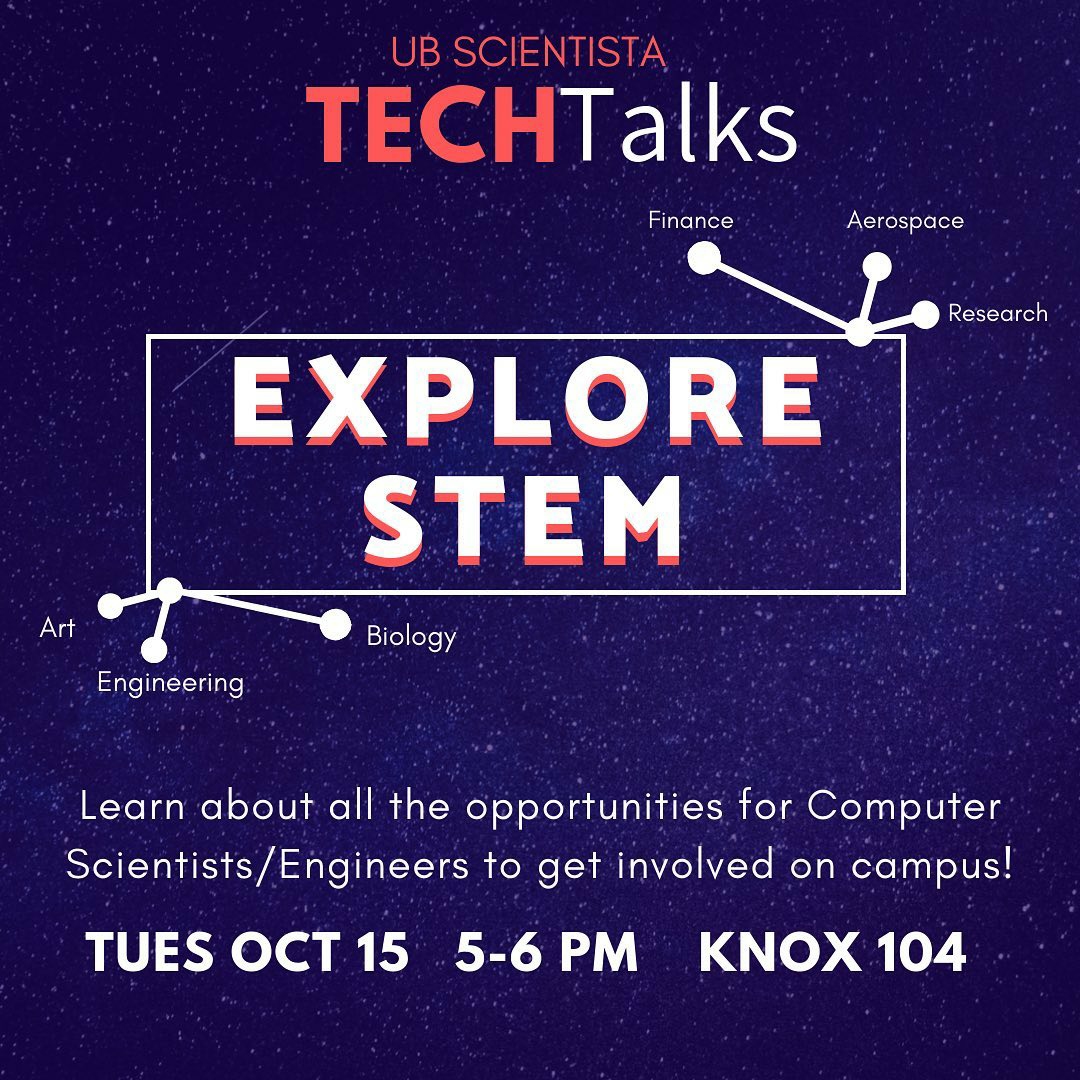 UB SCIENTISTA
TECHTalks
Finance
Aerospace
Research
EXPLORE
STEM
Art
Biology
Engineering
Learn about all the opportunities for Computer
Scientists/Engineers to get involved on campus!
TUES OCT 15 5-6 PM KNOX 104